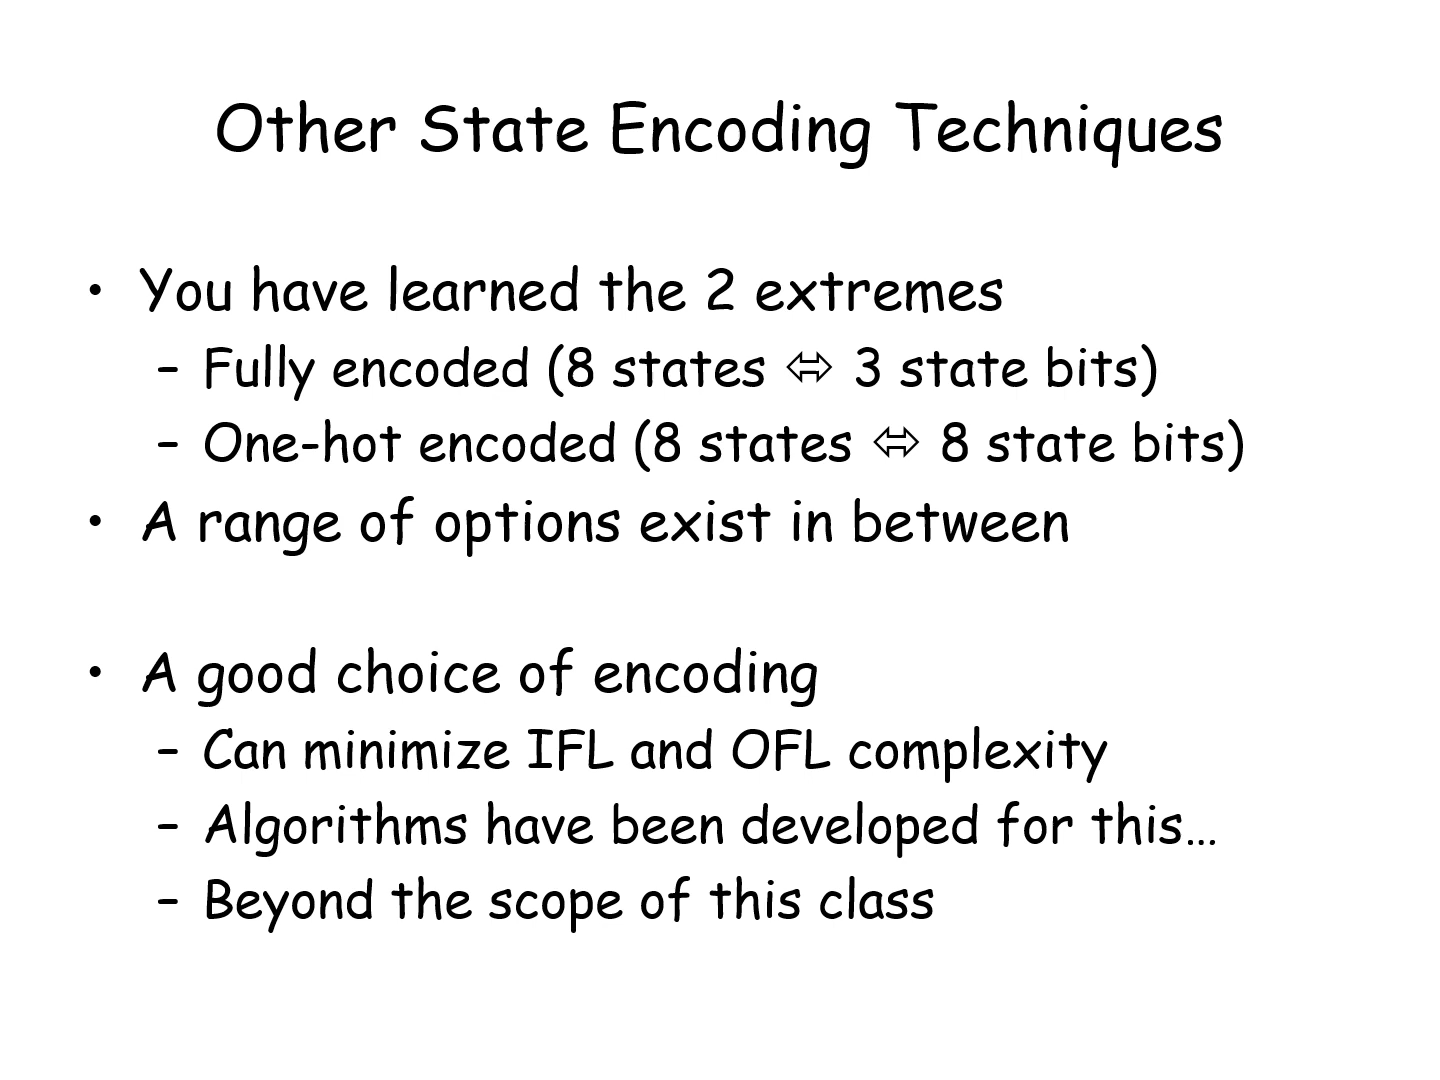 Other State Encoding Techniques
• You have learned the 2 extremes
– Fully encoded (8 states ⬄ 3 state bits)
– One-hot encoded (8 states ⬄ 8 state bits)
• A range of options exist in between
• A good choice of encoding
– Can minimize IFL and OFL complexity
– Algorithms have been developed for this…
– Beyond the scope of this class